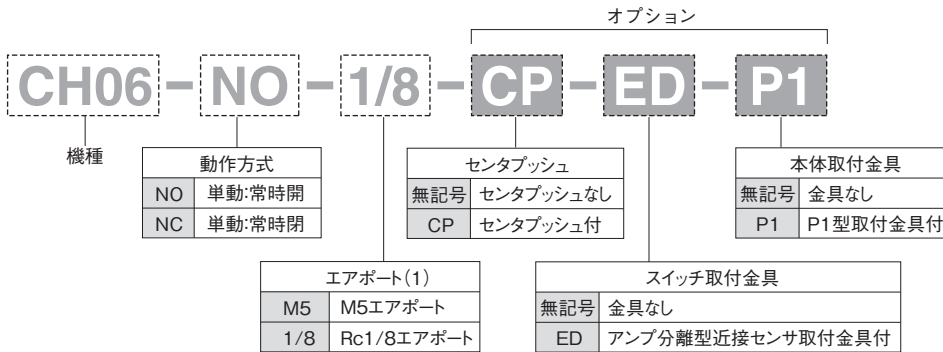 オプション
CH06-NO-1/8-CP-ED-P1
機種
動作方式
NO 単動:常時開
NC 単動:常時閉
センタプッシュ
無記号 センタプッシュなし
CP センタプッシュ付
本体取付金具
無記号 金具なし
P1 P1型取付金具付
エアポート(1)
M5 M5エアポート
1/8 Rc1/8エアポート
スイッチ取付金具
無記号 金具なし
ED アンプ分離型近接センサ取付金具付